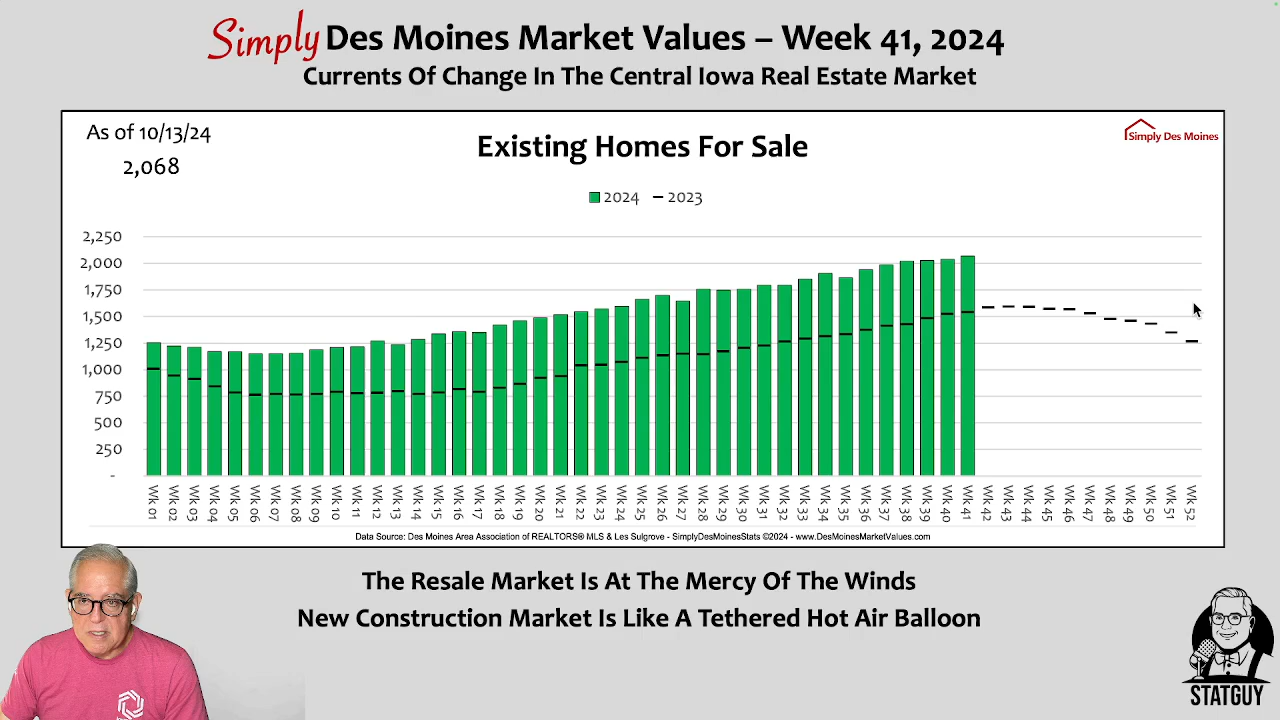 Simply Des Moines Market Values – Week 41, 2024
Currents Of Change In The Central Iowa Real Estate Market
As of 10/13/24
2,068
Existing Homes For Sale
Simply Des Moines
2024 2023
2,250
2,000
1,750
1,500
1,250
1,000
750
500
250
-
Wk 01 Wk 02 Wk 03 Wk 04 Wk 05 Wk 06 Wk 07 Wk 08 Wk 09 Wk 10 Wk 11 Wk 12 Wk 13 Wk 14 Wk 15 Wk 16 Wk 17 Wk 18 Wk 19 Wk 20 Wk 21 Wk 22 Wk 23 Wk 24 Wk 25 Wk 26 Wk 27 Wk 28 Wk 29 Wk 30 Wk 31 Wk 32 Wk 33 Wk 34 Wk 35 Wk 36 Wk 37 Wk 38 Wk 39 Wk 40 Wk 41 Wk 42 Wk 43 Wk 44 Wk 45 Wk 46 Wk 47 Wk 48 Wk 49 Wk 50 Wk 51 Wk 52
Data Source: Des Moines Area Association of REALTORS® MLS & Les Sulgrove - SimplyDesMoinesStats ©2024 - www.DesMoinesMarketValues.com
The Resale Market Is At The Mercy Of The Winds
New Construction Market Is Like A Tethered Hot Air Balloon
STATGUY